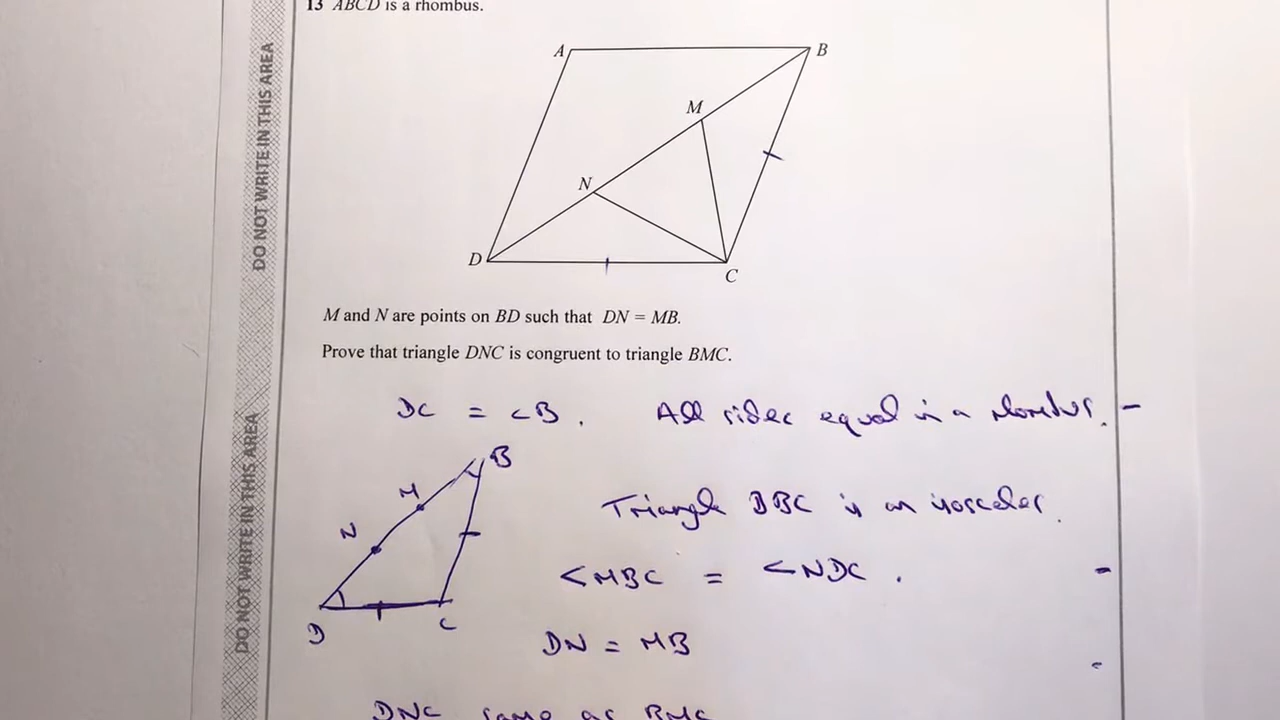 13 ABCD is a rhombus.
DO NOT WRITE IN THIS AREA
A
B
M
N
D
C
M and N are points on BD such that DN = MB.
Prove that triangle DNC is congruent to triangle BMC.
DO NOT WRITE IN THIS AREA
DC = CB. All sides equal in a rhombus. -
B
M
N
D
C
Triangle DBC is an isosceles.
<MBC = <NDC. -
DN = MB -
DNC same as BMC